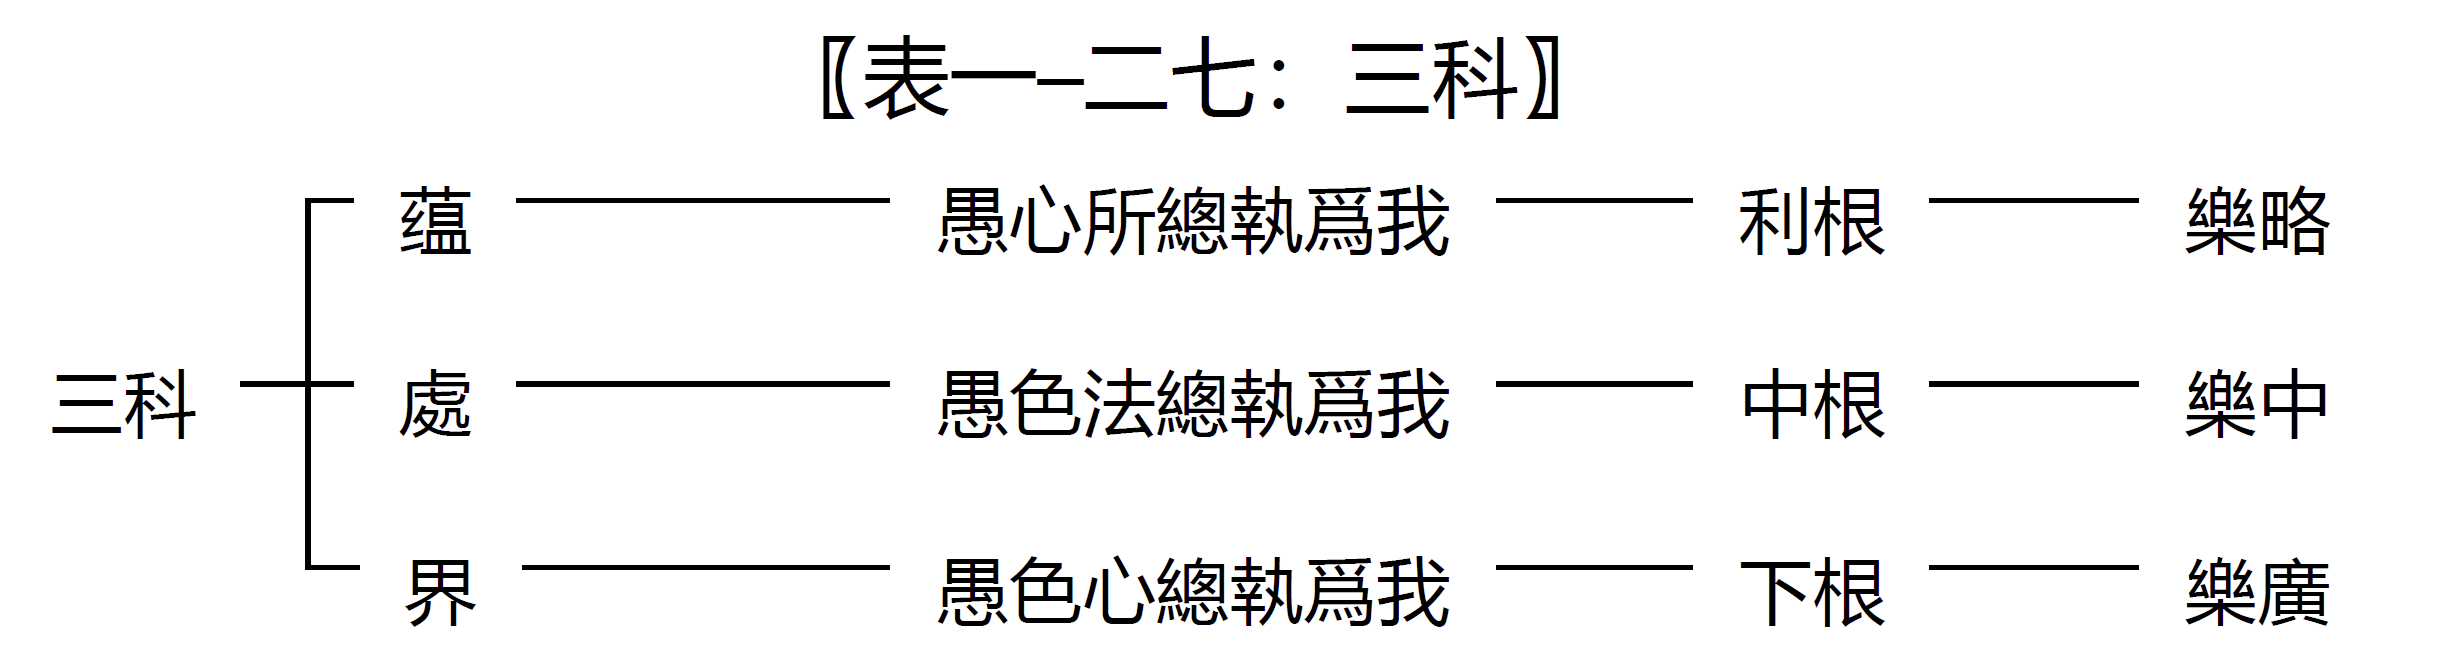 〖表一–二七：三科〗
蕴 愚心所總執爲我 利根 樂略
三科 處 愚色法總執爲我 中根 樂中
界 愚色心總執爲我 下根 樂廣